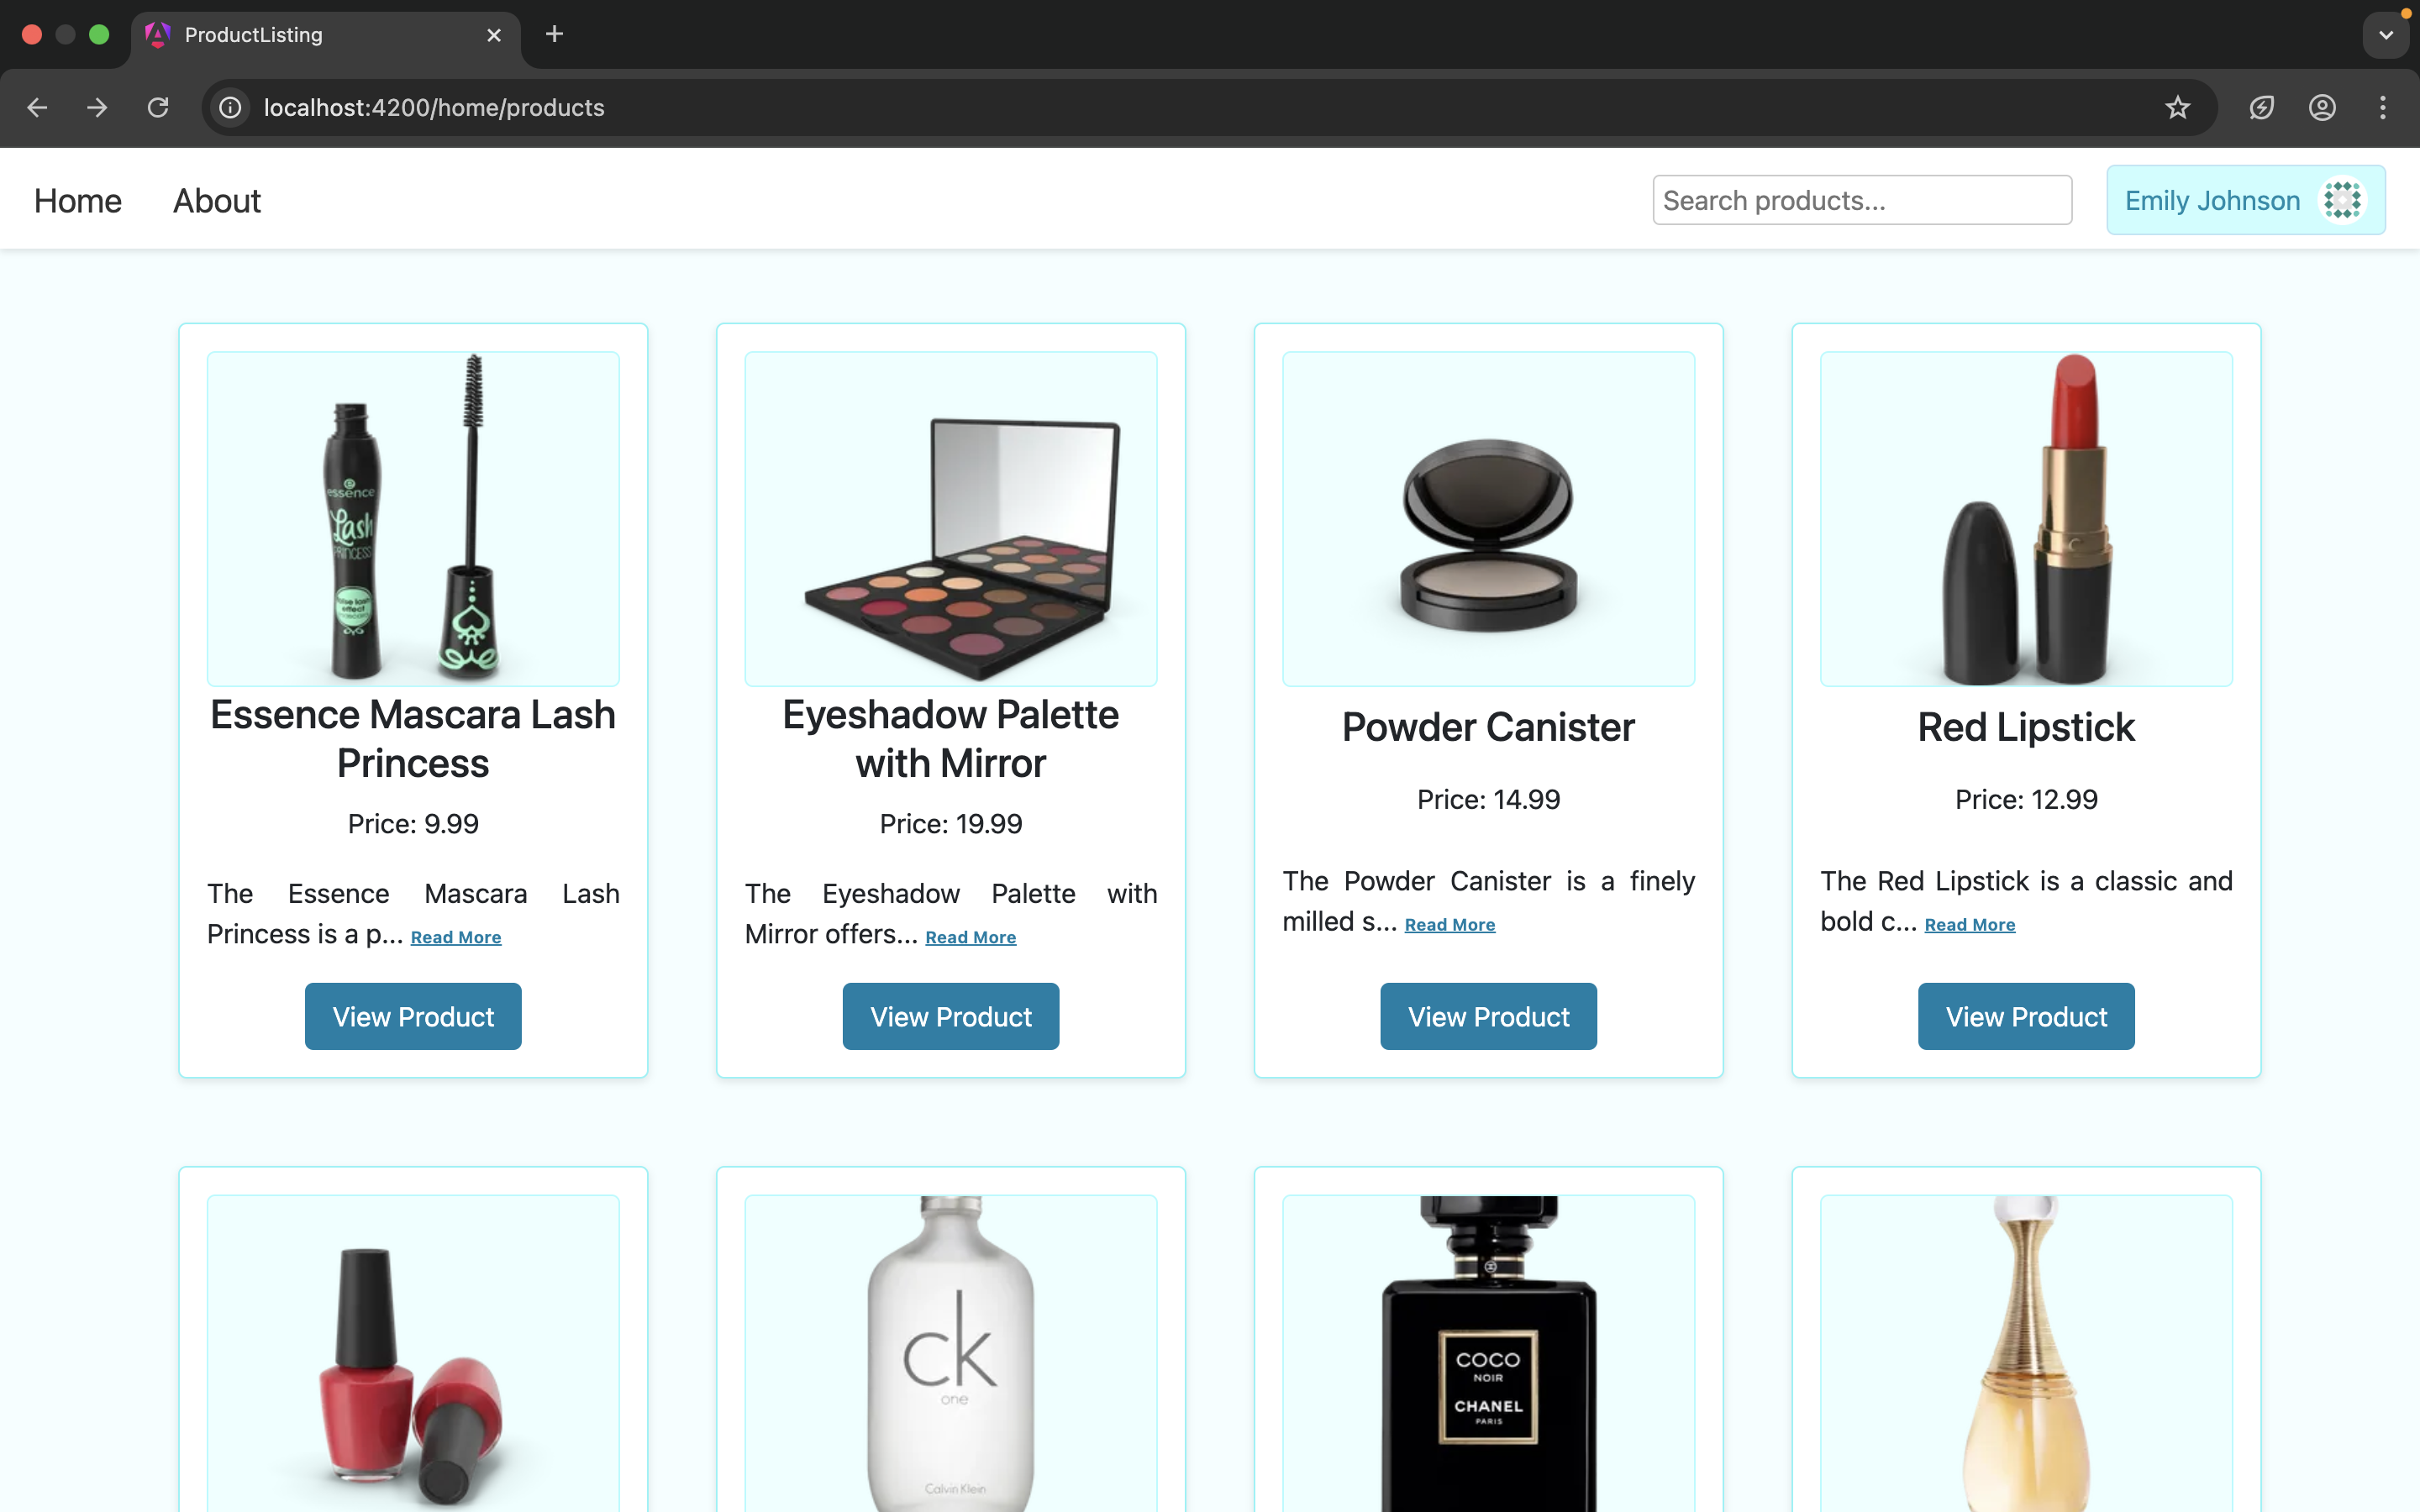 ProductListing
localhost:4200/home/products
Home
About
Search products...
Emily Johnson
essence
Lash
PRINCESS
false lash
effect
Essence Mascara Lash
Princess
Price: 9.99
The Essence Mascara Lash
Princess is a p... Read More
View Product
Eyeshadow Palette
with Mirror
Price: 19.99
The Eyeshadow Palette with
Mirror offers... Read More
View Product
Powder Canister
Price: 14.99
The Powder Canister is a finely
milled s... Read More
View Product
Red Lipstick
Price: 12.99
The Red Lipstick is a classic and
bold c... Read More
View Product
ck
one
Calvin Klein
COCO
NOIR
CHANEL
PARIS